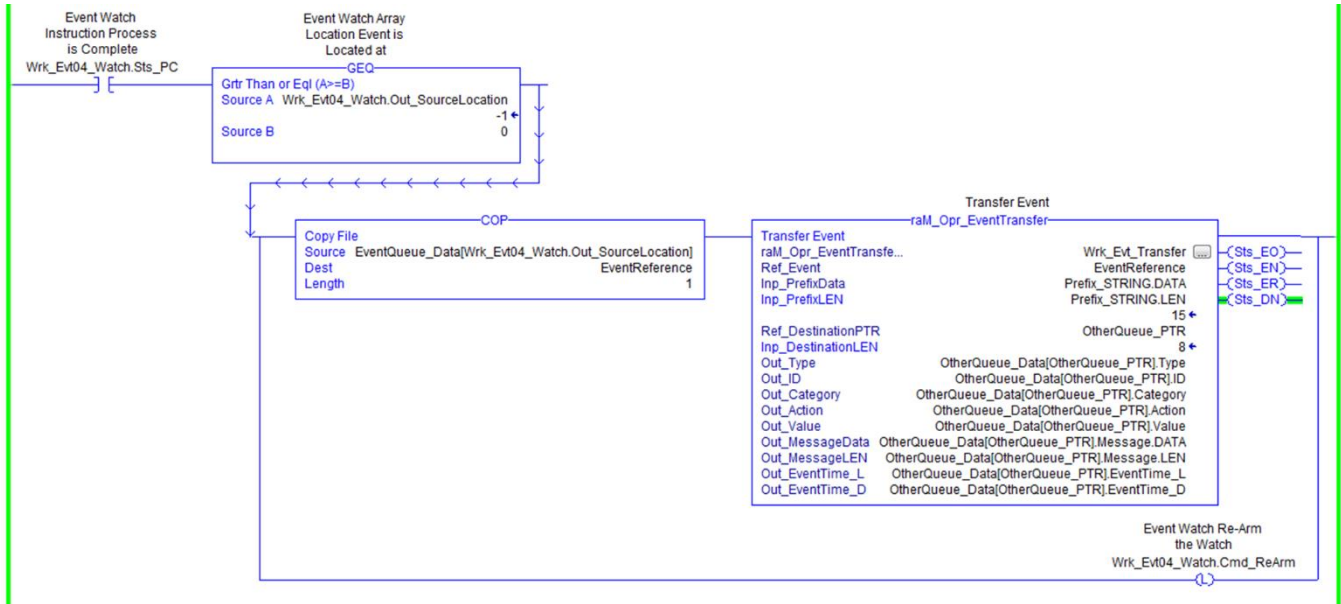 Event Watch
Instruction Process
is Complete
Wrk_Evt04_Watch.Sts_PC
Event Watch Array
Location Event is
Located at
GEQ
Grtr Than or Eql (A>=B)
Source A Wrk_Evt04_Watch.Out_SourceLocation
-1
Source B 0
COP
Copy File
Source EventQueue_Data[Wrk_Evt04_Watch.Out_SourceLocation]
Dest EventReference
Length 1
Transfer Event
raM_Opr_EventTransfer
Transfer Event
raM_Opr_EventTransfe... Wrk_Evt_Transfer ...
Ref_Event EventReference
Inp_PrefixData Prefix_STRING.DATA
Inp_PrefixLEN Prefix_STRING.LEN
15
Ref_DestinationPTR OtherQueue_PTR
Inp_DestinationLEN 8
Out_Type OtherQueue_Data[OtherQueue_PTR].Type
Out_ID OtherQueue_Data[OtherQueue_PTR].ID
Out_Category OtherQueue_Data[OtherQueue_PTR].Category
Out_Action OtherQueue_Data[OtherQueue_PTR].Action
Out_Value OtherQueue_Data[OtherQueue_PTR].Value
Out_MessageData OtherQueue_Data[OtherQueue_PTR].Message.DATA
Out_MessageLEN OtherQueue_Data[OtherQueue_PTR].Message.LEN
Out_EventTime_L OtherQueue_Data[OtherQueue_PTR].EventTime_L
Out_EventTime_D OtherQueue_Data[OtherQueue_PTR].EventTime_D
Sts_EO
Sts_EN
Sts_ER
Sts_DN
Event Watch Re-Arm
the Watch
Wrk_Evt04_Watch.Cmd_ReArm
L